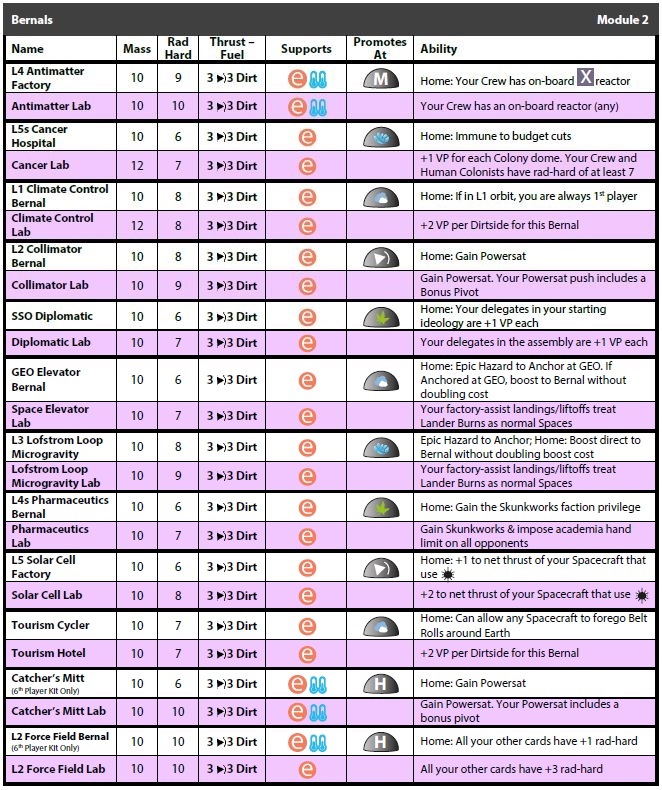 Bernals Module 2
Name Mass Rad Hard Thrust – Fuel Supports Promotes At Ability
L4 Antimatter Factory 10 9 3 ▸)3 Dirt e M Home: Your Crew has on-board X reactor
Antimatter Lab 10 10 3 ▸)3 Dirt e Your Crew has an on-board reactor (any)
L5s Cancer Hospital 10 6 3 ▸)3 Dirt e Home: Immune to budget cuts
Cancer Lab 12 7 3 ▸)3 Dirt e +1 VP for each Colony dome. Your Crew and
Human Colonists have rad-hard of at least 7
L1 Climate Control Bernal 10 8 3 ▸)3 Dirt e Home: If in L1 orbit, you are always 1st player
Climate Control Lab 12 8 3 ▸)3 Dirt e +2 VP per Dirtside for this Bernal
L2 Collimator Bernal 10 8 3 ▸)3 Dirt e Home: Gain Powersat
Collimator Lab 10 9 3 ▸)3 Dirt e Gain Powersat. Your Powersat push includes a
Bonus Pivot
SSO Diplomatic 10 6 3 ▸)3 Dirt e Home: Your delegates in your starting
ideology are +1 VP each
Diplomatic Lab 10 7 3 ▸)3 Dirt e Your delegates in the assembly are +1 VP each
GEO Elevator Bernal 10 6 3 ▸)3 Dirt e Home: Epic Hazard to Anchor at GEO. If
Anchored at GEO, boost to Bernal without
doubling cost
Space Elevator Lab 10 7 3 ▸)3 Dirt e Your factory-assist landings/liftoffs treat
Lander Burns as normal Spaces
L3 Lofstrom Loop Microgravity 10 8 3 ▸)3 Dirt e Epic Hazard to Anchor; Home: Boost direct to
Bernal without doubling boost cost
Lofstrom Loop Microgravity Lab 10 9 3 ▸)3 Dirt e Your factory-assist landings/liftoffs treat
Lander Burns as normal Spaces
L4s Pharmaceutics Bernal 10 6 3 ▸)3 Dirt e Home: Gain the Skunkworks faction privilege
Pharmaceutics Lab 10 7 3 ▸)3 Dirt e Gain Skunkworks & impose academia hand
limit on all opponents
L5 Solar Cell Factory 10 6 3 ▸)3 Dirt e Home: +1 to net thrust of your Spacecraft that
use
Solar Cell Lab 10 8 3 ▸)3 Dirt e +2 to net thrust of your Spacecraft that use
Tourism Cycler 10 7 3 ▸)3 Dirt e Home: Can allow any Spacecraft to forego Belt
Rolls around Earth
Tourism Hotel 10 7 3 ▸)3 Dirt e +2 VP per Dirtside for this Bernal
Catcher's Mitt (6th Player Kit Only) 10 6 3 ▸)3 Dirt e H Home: Gain Powersat
Catcher's Mitt Lab 10 10 3 ▸)3 Dirt e Gain Powersat. Your Powersat includes a
bonus pivot
L2 Force Field Bernal (6th Player Kit Only) 10 10 3 ▸)3 Dirt e H Home: All your other cards have +1 rad-hard
L2 Force Field Lab 10 10 3 ▸)3 Dirt e All your other cards have +3 rad-hard